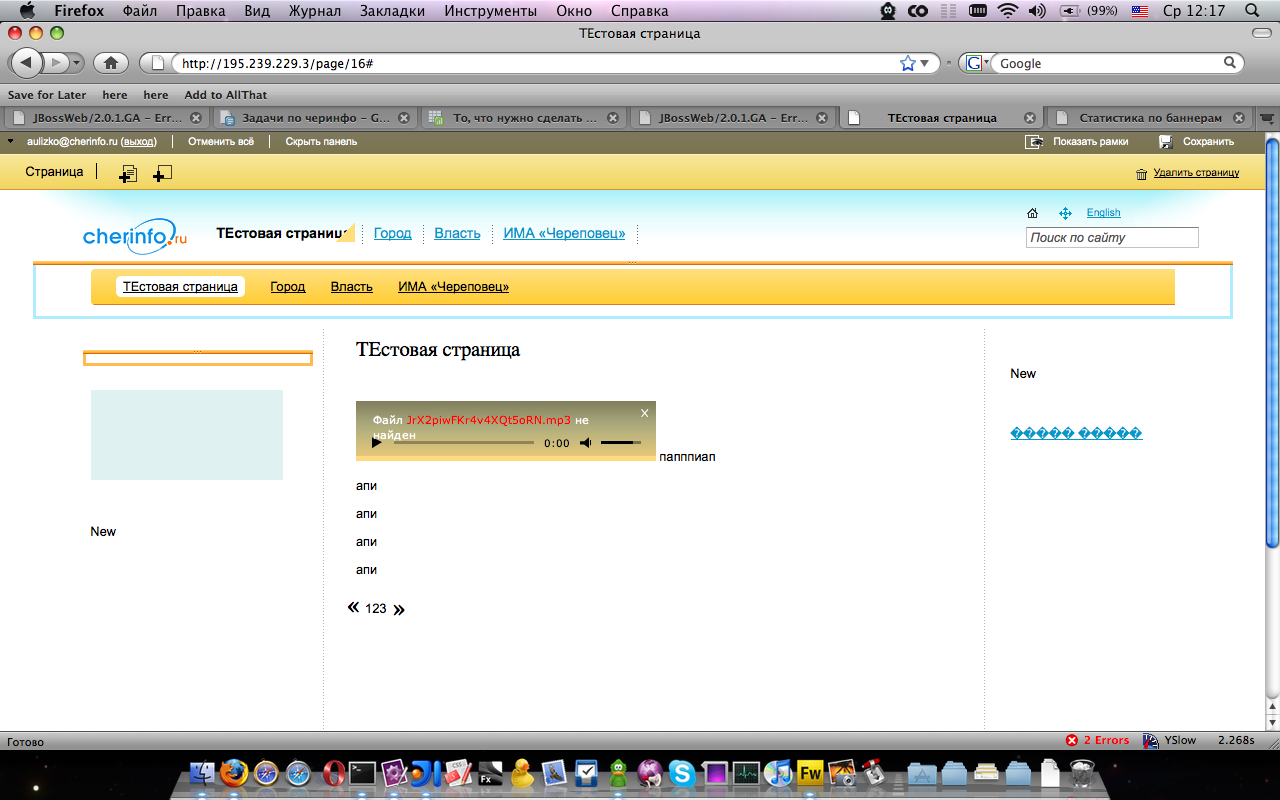 Firefox Файл Правка Вид Журнал Закладки Инструменты Окно Справка (99%) Ср 12:17
ТЕстовая страница
http://195.239.229.3/page/16# Google
Save for Later here here Add to AllThat
JBossWeb/2.0.1.GA – Err... Задачи по черинфо – G... То, что нужно сделать ... JBossWeb/2.0.1.GA – Err... ТЕстовая страница Статистика по баннерам
aulizko@cherinfo.ru (выход) Отменить всё Скрыть панель Показать рамки Сохранить
Страница Удалить страницу
English
cherinfo.ru ТЕстовая страница Город Власть ИМА «Череповец»
Поиск по сайту
ТЕстовая страница Город Власть ИМА «Череповец»
ТЕстовая страница
New
Файл JrX2piwFKr4v4XQt5oRN.mp3 не
найден
0:00
папппиап
����� �����
апи
апи
апи
апи
New
« 123 »
Готово 2 Errors YSlow 2.268s
Fw